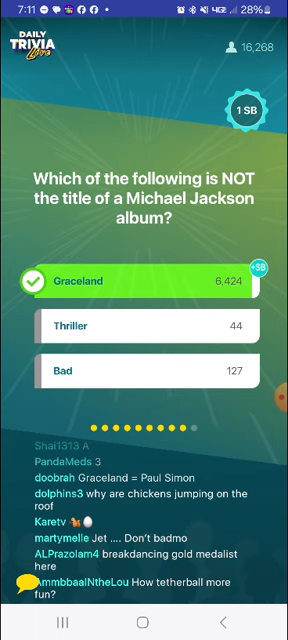 7:11 28%
DAILY
TRIVIA
Live
16,268
1 SB
Which of the following is NOT
the title of a Michael Jackson
album?
+SB
Graceland 6,424
Thriller 44
Bad 127
Shai1313 A
PandaMeds 3
doobrah Graceland = Paul Simon
dolphins3 why are chickens jumping on the
roof
Karetv 🐿️🥚
martymelle Jet .... Don't badmo
ALPrazolam4 breakdancing gold medalist
here
AmmbbaalNtheLou How tetherball more
fun?